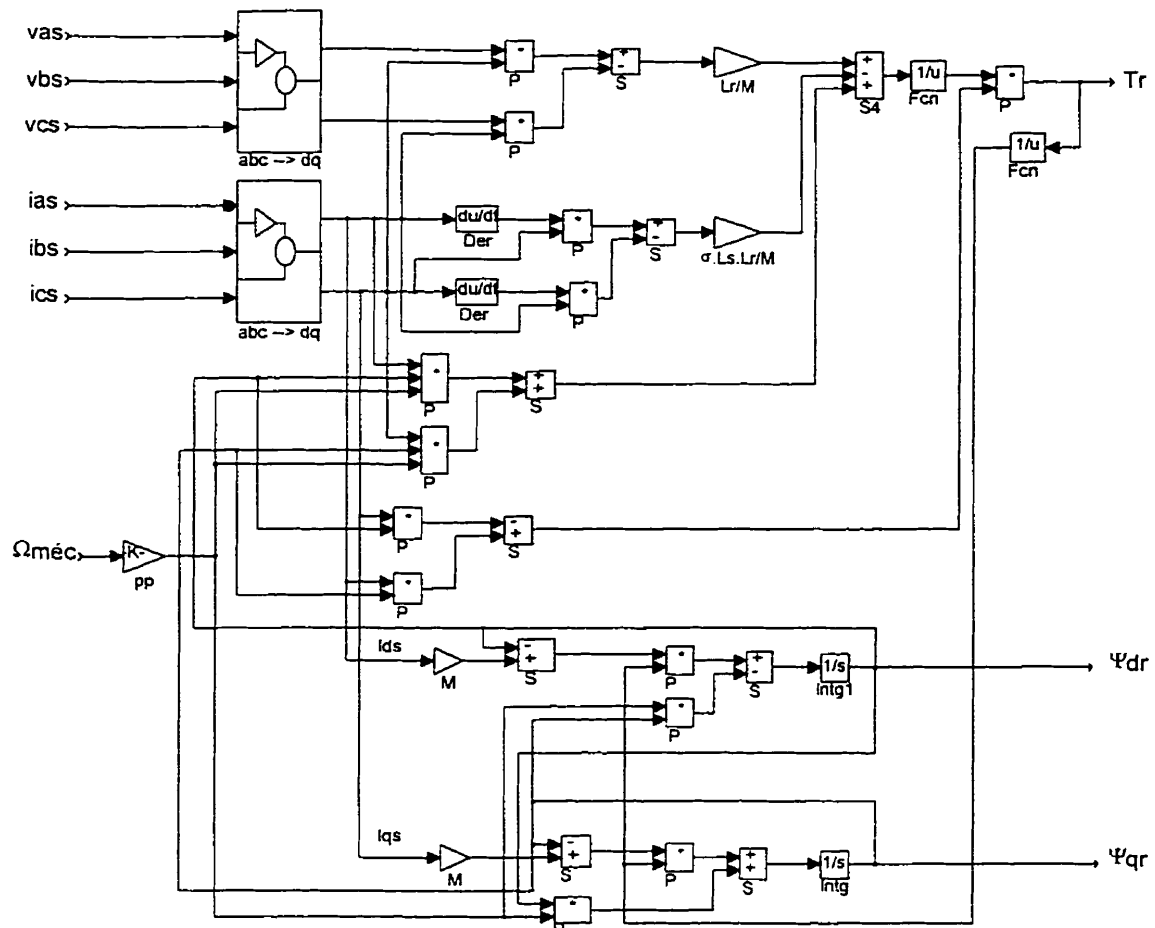 vas
vbs
vcs
abc --> dq
P
P
+
-
S
Lr/M
+
-
+
S4
1/u
Fcn
P
Tr
1/u
Fcn
ias
ibs
ics
abc --> dq
du/dt
Der
du/dt
Der
P
P
+
-
S
σ.Ls.Lr/M
P
P
+
+
S
Ωméc
K-
pp
P
P
-
+
S
Ids
M
-
+
S
P
P
+
-
S
1/s
Intg1
Ψdr
Iqs
M
-
+
S
P
+
+
S
1/s
Intg
Ψqr